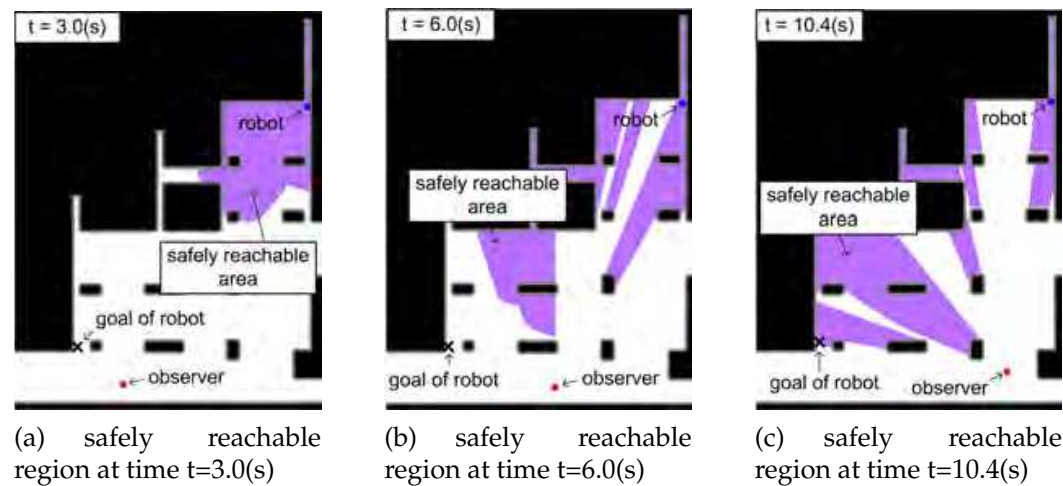 t = 3.0(s)
robot
safely reachable
area
goal of robot
observer
(a) safely reachable
region at time t=3.0(s)
t = 6.0(s)
robot
safely reachable
area
goal of robot
observer
(b) safely reachable
region at time t=6.0(s)
t = 10.4(s)
robot
safely reachable
area
goal of robot
observer
(c) safely reachable
region at time t=10.4(s)